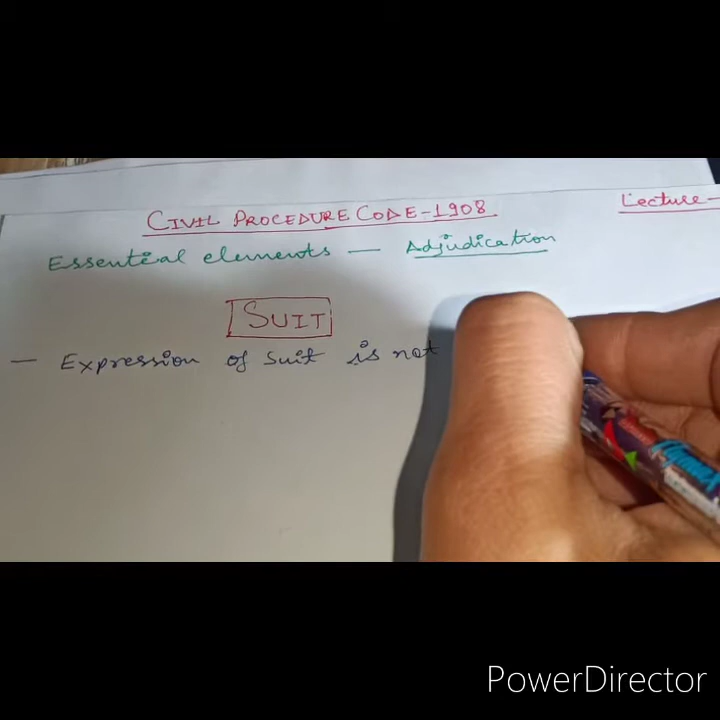 CIVIL PROCEDURE CODE-1908
Lecture-
Essential elements — Adjudication
SUIT
— Expression of suit is not
PowerDirector